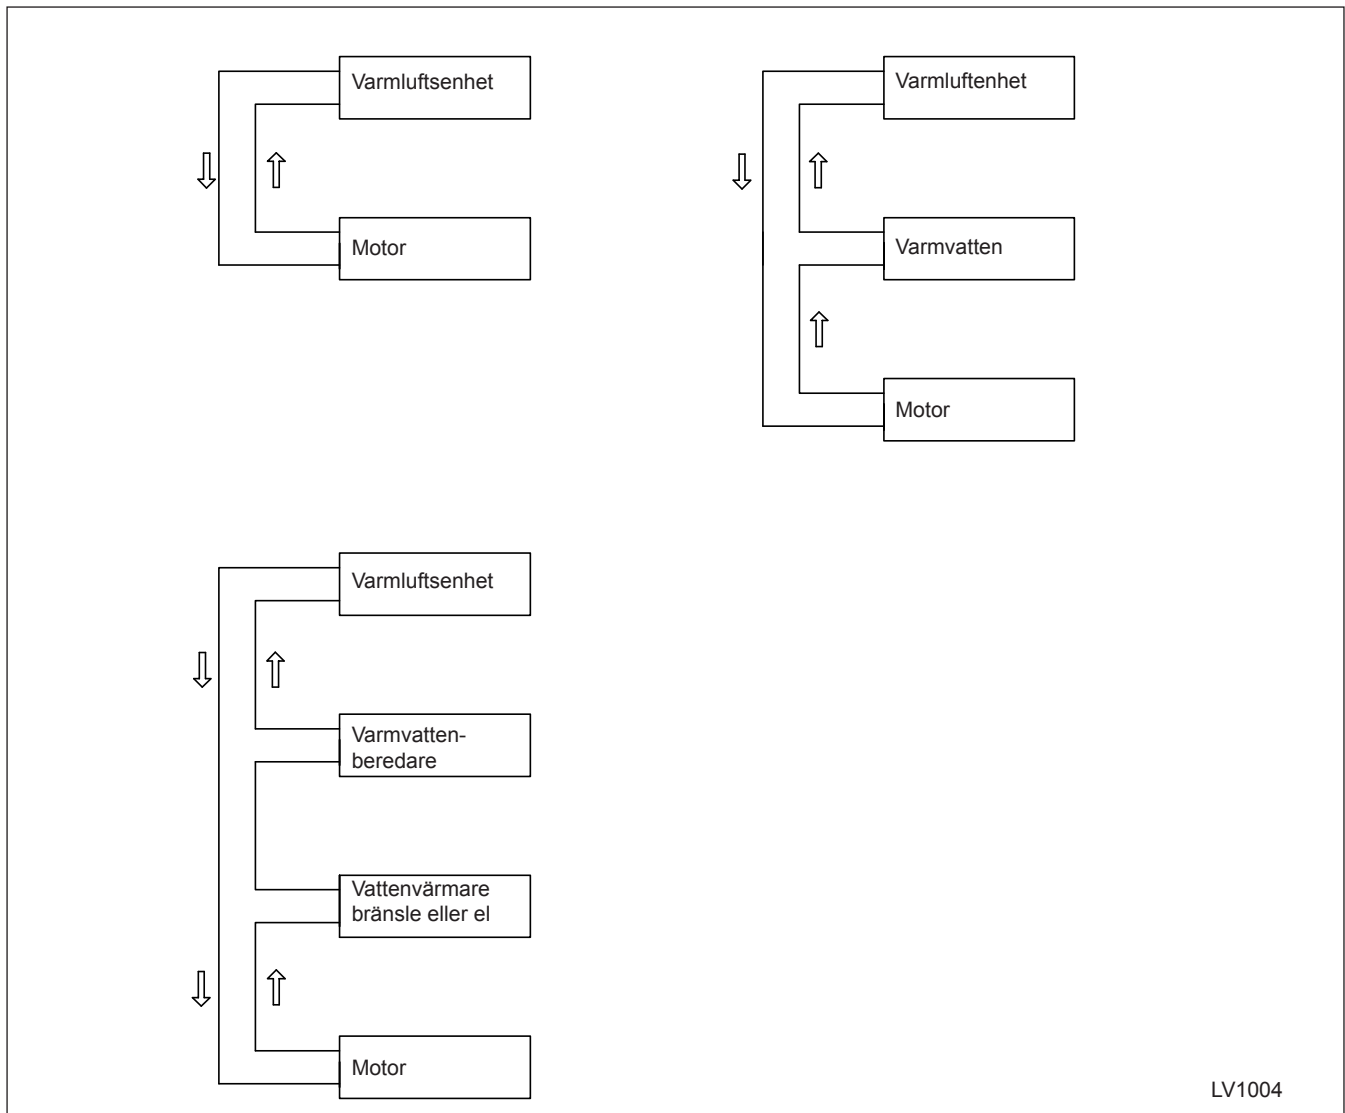 Varmluftsenhet
Motor
Varmluftenhet
Varmvatten
Motor
Varmluftsenhet
Varmvatten-
beredare
Vattenvärmare
bränsle eller el
Motor
LV1004